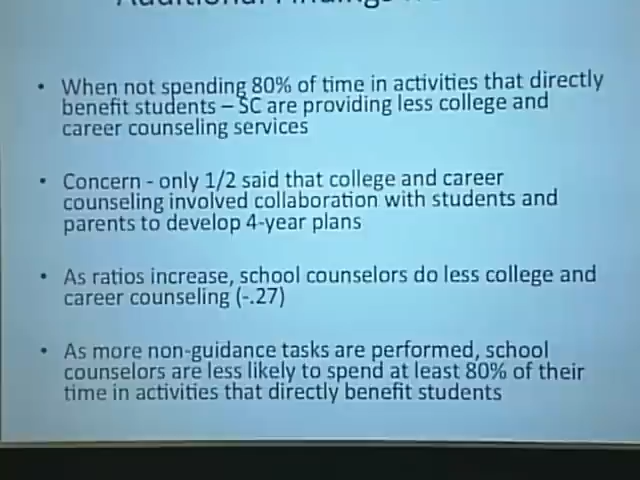 • When not spending 80% of time in activities that directly
benefit students – SC are providing less college and
career counseling services
• Concern - only 1/2 said that college and career
counseling involved collaboration with students and
parents to develop 4-year plans
• As ratios increase, school counselors do less college and
career counseling (-.27)
• As more non-guidance tasks are performed, school
counselors are less likely to spend at least 80% of their
time in activities that directly benefit students